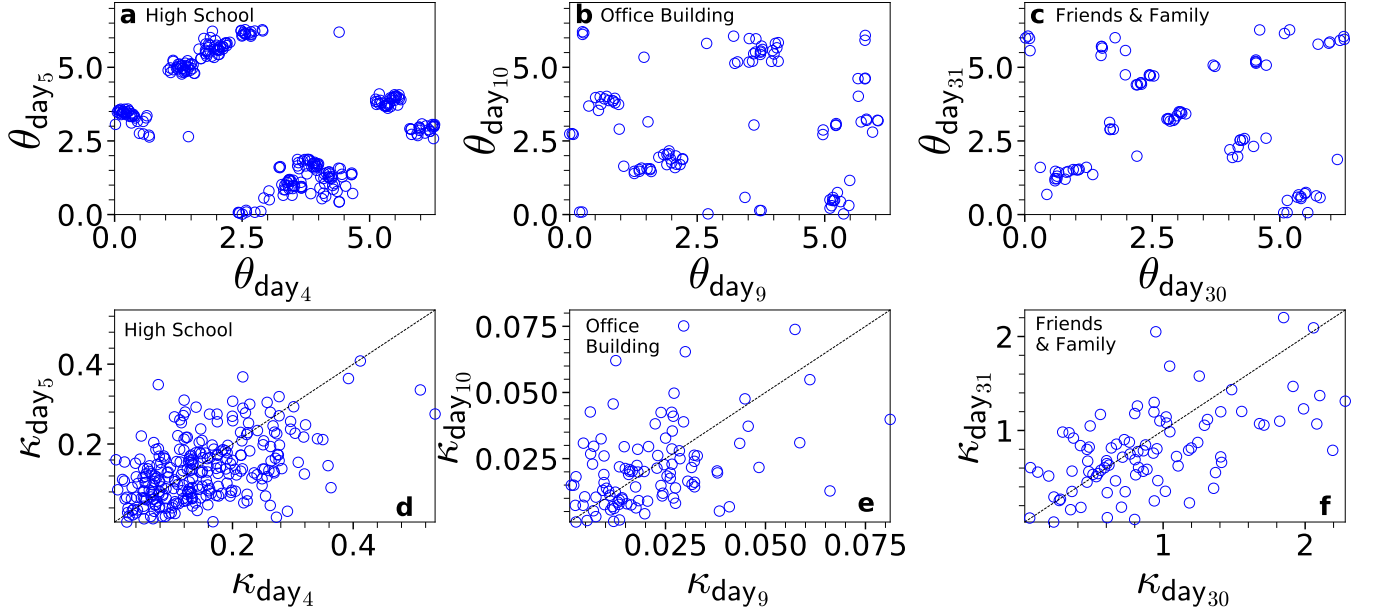 a High School
θday5
5.0
2.5
0.0
0.0 2.5 5.0
θday4
b Office Building
θday10
5.0
2.5
0.0
0.0 2.5 5.0
θday9
c Friends & Family
θday31
5.0
2.5
0.0
0.0 2.5 5.0
θday30
High School
κday5
0.4
0.2
d
0.2 0.4
κday4
Office
Building
κday10
0.075
0.050
0.025
e
0.025 0.050 0.075
κday9
Friends
& Family
κday31
2
1
f
1 2
κday30